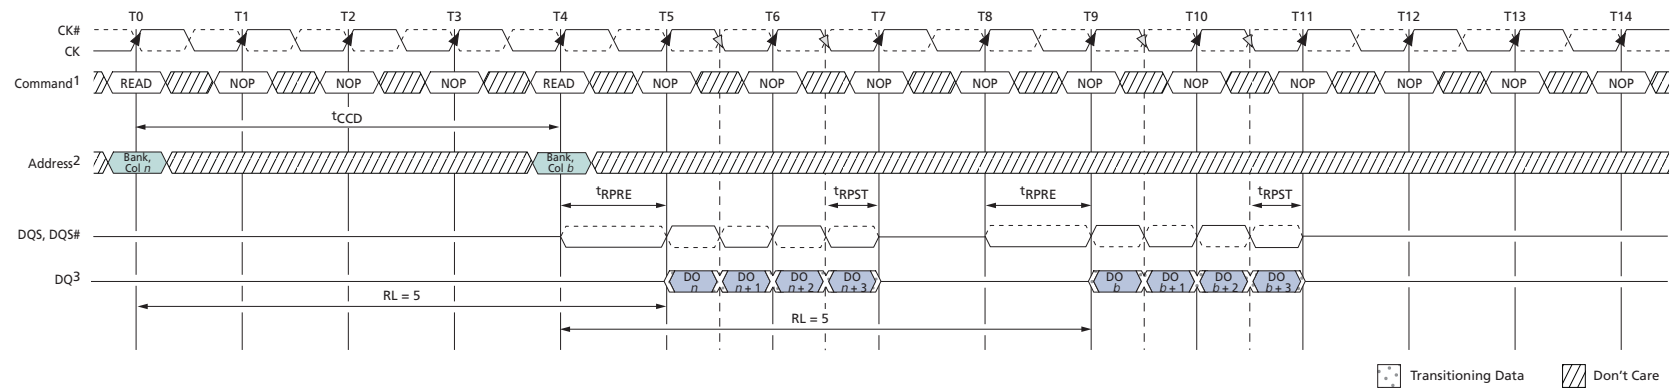 T0 T1 T2 T3 T4 T5 T6 T7 T8 T9 T10 T11 T12 T13 T14
CK#
CK
Command1 READ NOP NOP NOP READ NOP NOP NOP NOP NOP NOP NOP NOP NOP NOP
tCCD
Address2 Bank, Col n Bank, Col b
tRPRE tRPST tRPRE tRPST
DQS, DQS#
DQ3 DO n DO n + 1 DO n + 2 DO n + 3 DO b DO b + 1 DO b + 2 DO b + 3
RL = 5
RL = 5
Transitioning Data Don't Care